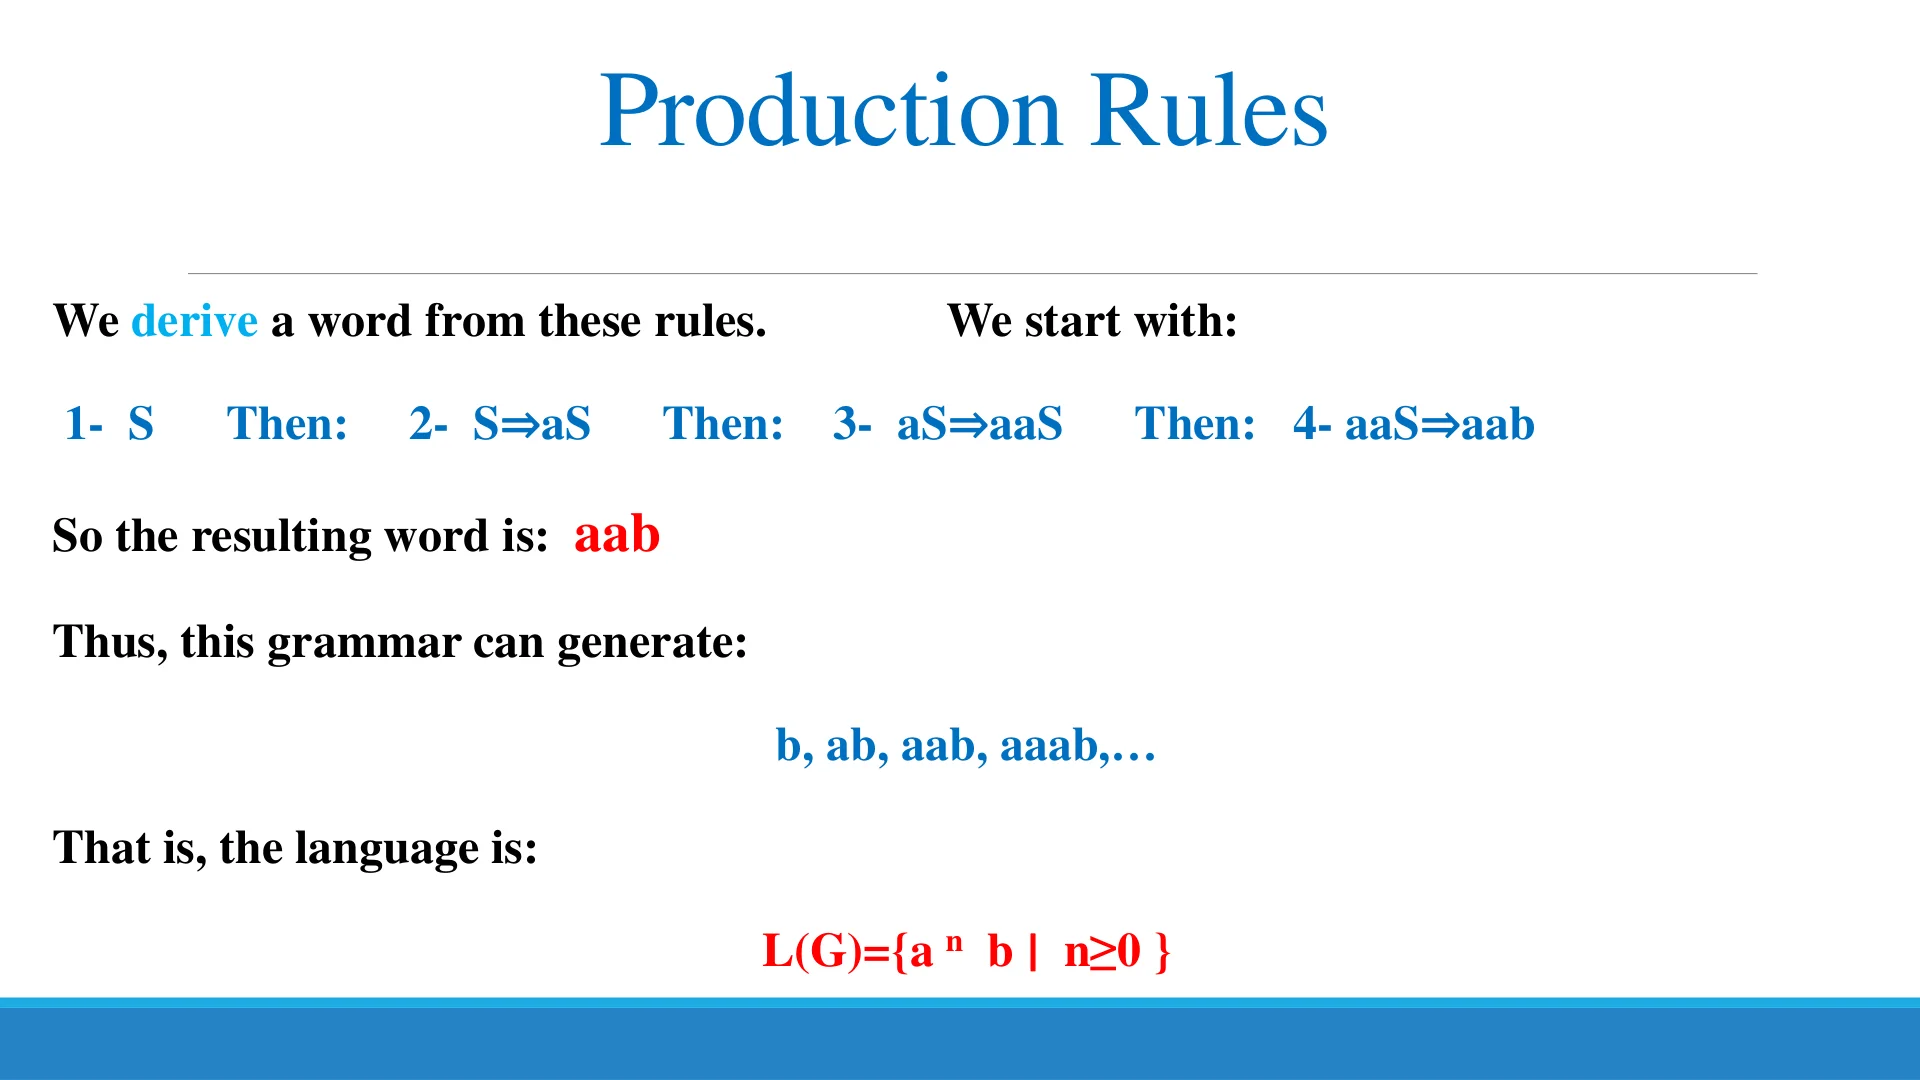 Production Rules
We derive a word from these rules. We start with:
1- S Then: 2- S⇒aS Then: 3- aS⇒aaS Then: 4- aaS⇒aab
So the resulting word is: aab
Thus, this grammar can generate:
b, ab, aab, aaab,…
That is, the language is:
L(G)={a ⁿ b ∣ n≥0 }